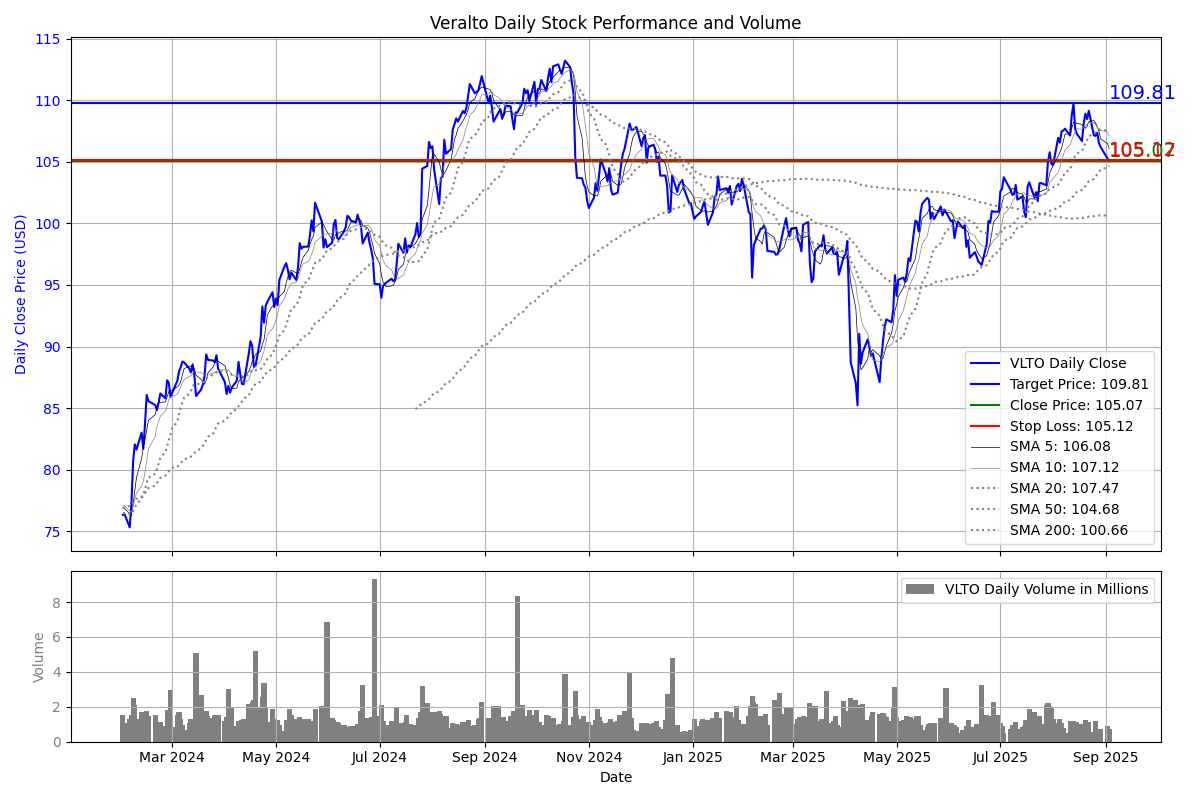 Veralto Daily Stock Performance and Volume
115
110
105
100
95
90
85
80
75
Daily Close Price (USD)
109.81
105.07
105.12
VLTO Daily Close
Target Price: 109.81
Close Price: 105.07
Stop Loss: 105.12
SMA 5: 106.08
SMA 10: 107.12
SMA 20: 107.47
SMA 50: 104.68
SMA 200: 100.66
8
6
4
2
0
Volume
VLTO Daily Volume in Millions
Mar 2024 May 2024 Jul 2024 Sep 2024 Nov 2024 Jan 2025 Mar 2025 May 2025 Jul 2025 Sep 2025
Date